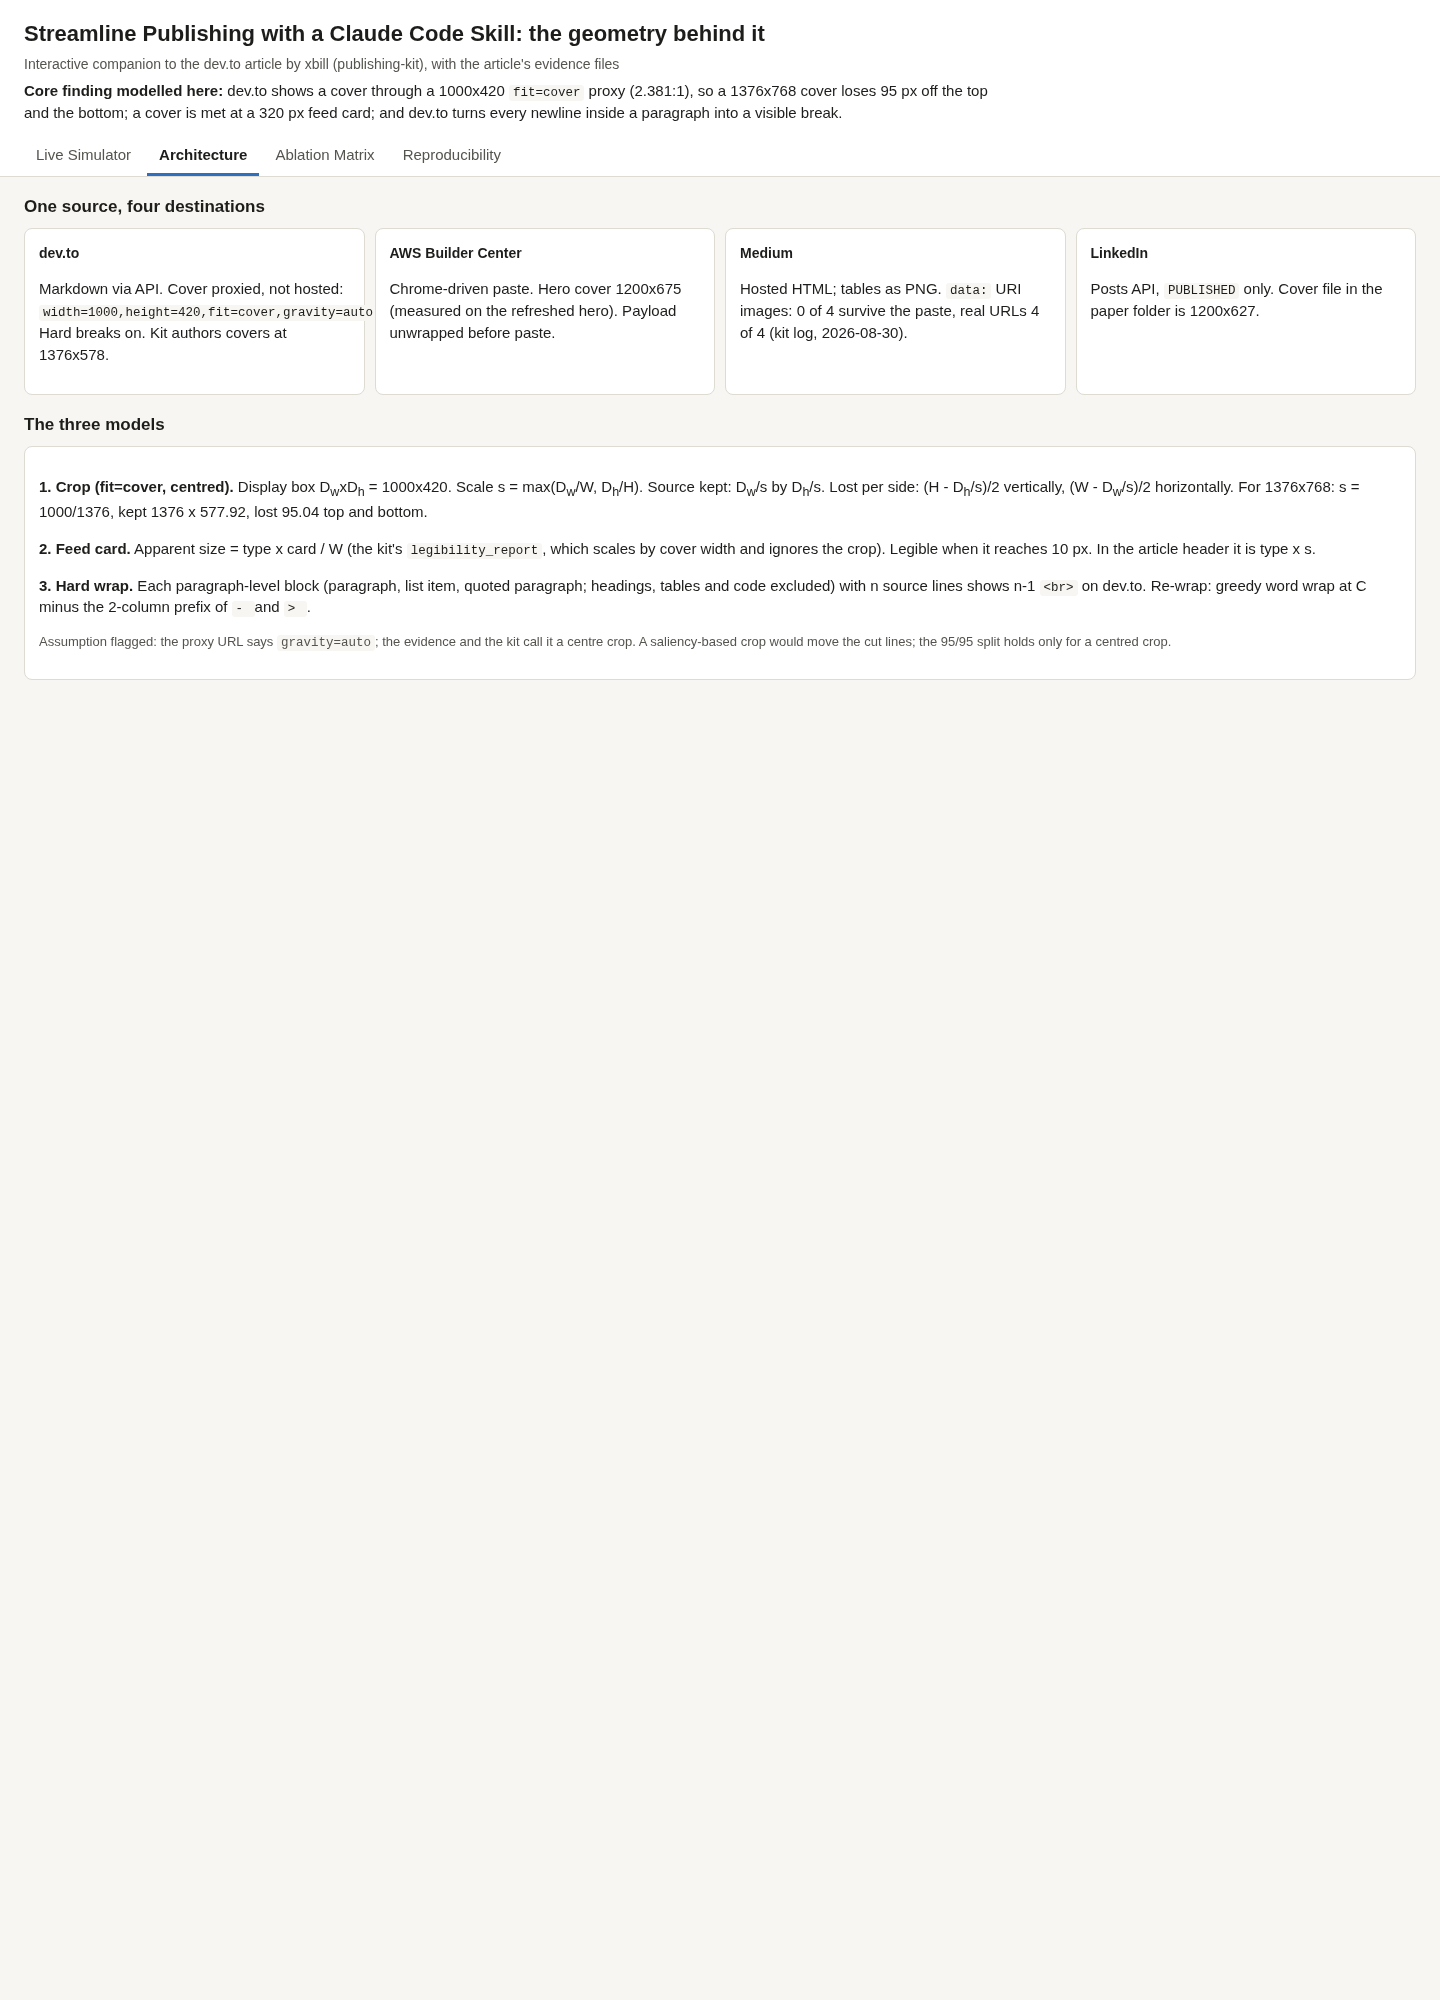 Streamline Publishing with a Claude Code Skill: the geometry behind it
Interactive companion to the dev.to article by xbill (publishing-kit), with the article's evidence files
Core finding modelled here: dev.to shows a cover through a 1000x420 fit=cover proxy (2.381:1), so a 1376x768 cover loses 95 px off the top
and the bottom; a cover is met at a 320 px feed card; and dev.to turns every newline inside a paragraph into a visible break.
Live Simulator
Architecture
Ablation Matrix
Reproducibility
One source, four destinations
dev.to
Markdown via API. Cover proxied, not hosted:
width=1000,height=420,fit=cover,gravity=auto
Hard breaks on. Kit authors covers at
1376x578.
AWS Builder Center
Chrome-driven paste. Hero cover 1200x675
(measured on the refreshed hero). Payload
unwrapped before paste.
Medium
Hosted HTML; tables as PNG. data: URI
images: 0 of 4 survive the paste, real URLs 4
of 4 (kit log, 2026-08-30).
LinkedIn
Posts API, PUBLISHED only. Cover file in the
paper folder is 1200x627.
The three models
1. Crop (fit=cover, centred). Display box DwxDh = 1000x420. Scale s = max(Dw/W, Dh/H). Source kept: Dw/s by Dh/s. Lost per side: (H - Dh/s)/2 vertically, (W - Dw/s)/2 horizontally. For 1376x768: s =
1000/1376, kept 1376 x 577.92, lost 95.04 top and bottom.
2. Feed card. Apparent size = type x card / W (the kit's legibility_report, which scales by cover width and ignores the crop). Legible when it reaches 10 px. In the article header it is type x s.
3. Hard wrap. Each paragraph-level block (paragraph, list item, quoted paragraph; headings, tables and code excluded) with n source lines shows n-1 <br> on dev.to. Re-wrap: greedy word wrap at C
minus the 2-column prefix of - and > .
Assumption flagged: the proxy URL says gravity=auto; the evidence and the kit call it a centre crop. A saliency-based crop would move the cut lines; the 95/95 split holds only for a centred crop.